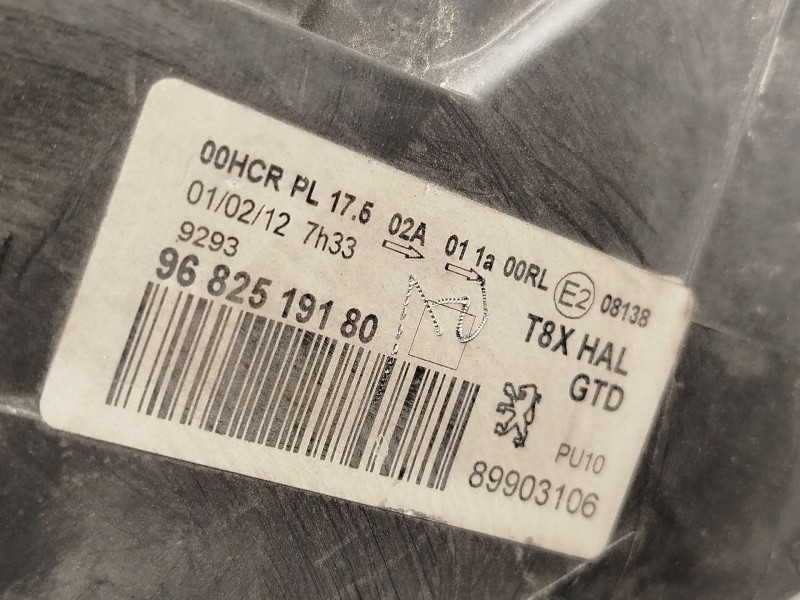 00HCR PL 17.5 02A 01 1a 00RL E2 08138
01/02/12 7h33
9293
96 825 191 80
T8X HAL
GTD
PU10
89903106